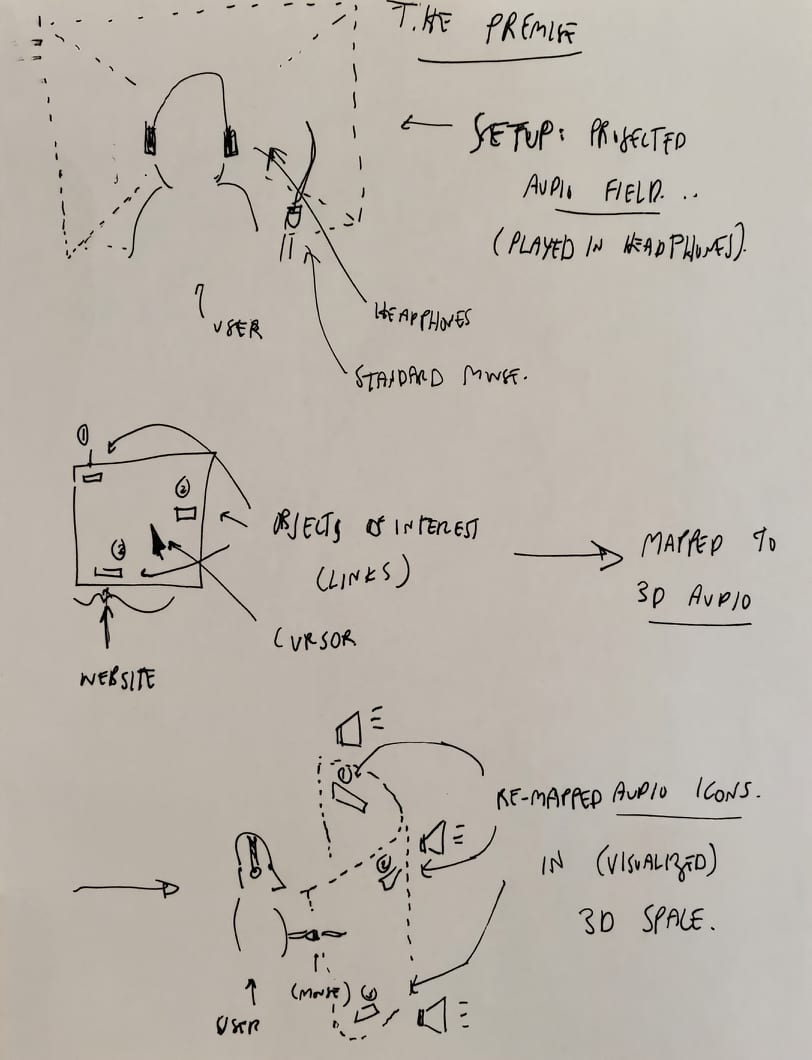 THE PREMISE
SETUP: PROJECTED
AUDIO FIELD...
(PLAYED IN HEADPHONES).
HEADPHONES
USER
STANDARD MOUSE.
1
2
3
OBJECTS OF INTEREST
(LINKS)
MAPPED TO
3D AUDIO
CURSOR
WEBSITE
1
RE-MAPPED AUDIO ICONS.
2
IN (VISUALIZED)
3D SPACE.
(MOUSE)
3
USER